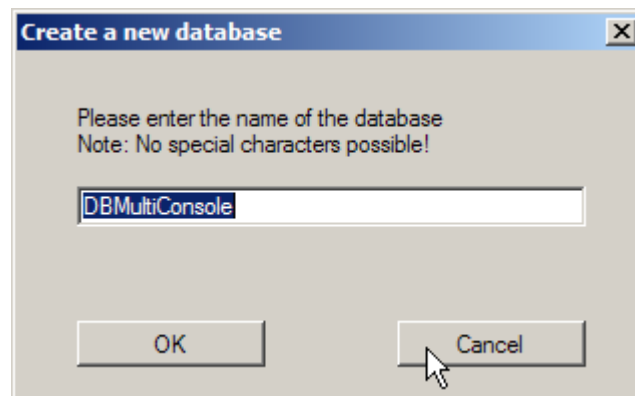 Create a new database
Please enter the name of the database
Note: No special characters possible!
DBMultiConsole
OK
Cancel